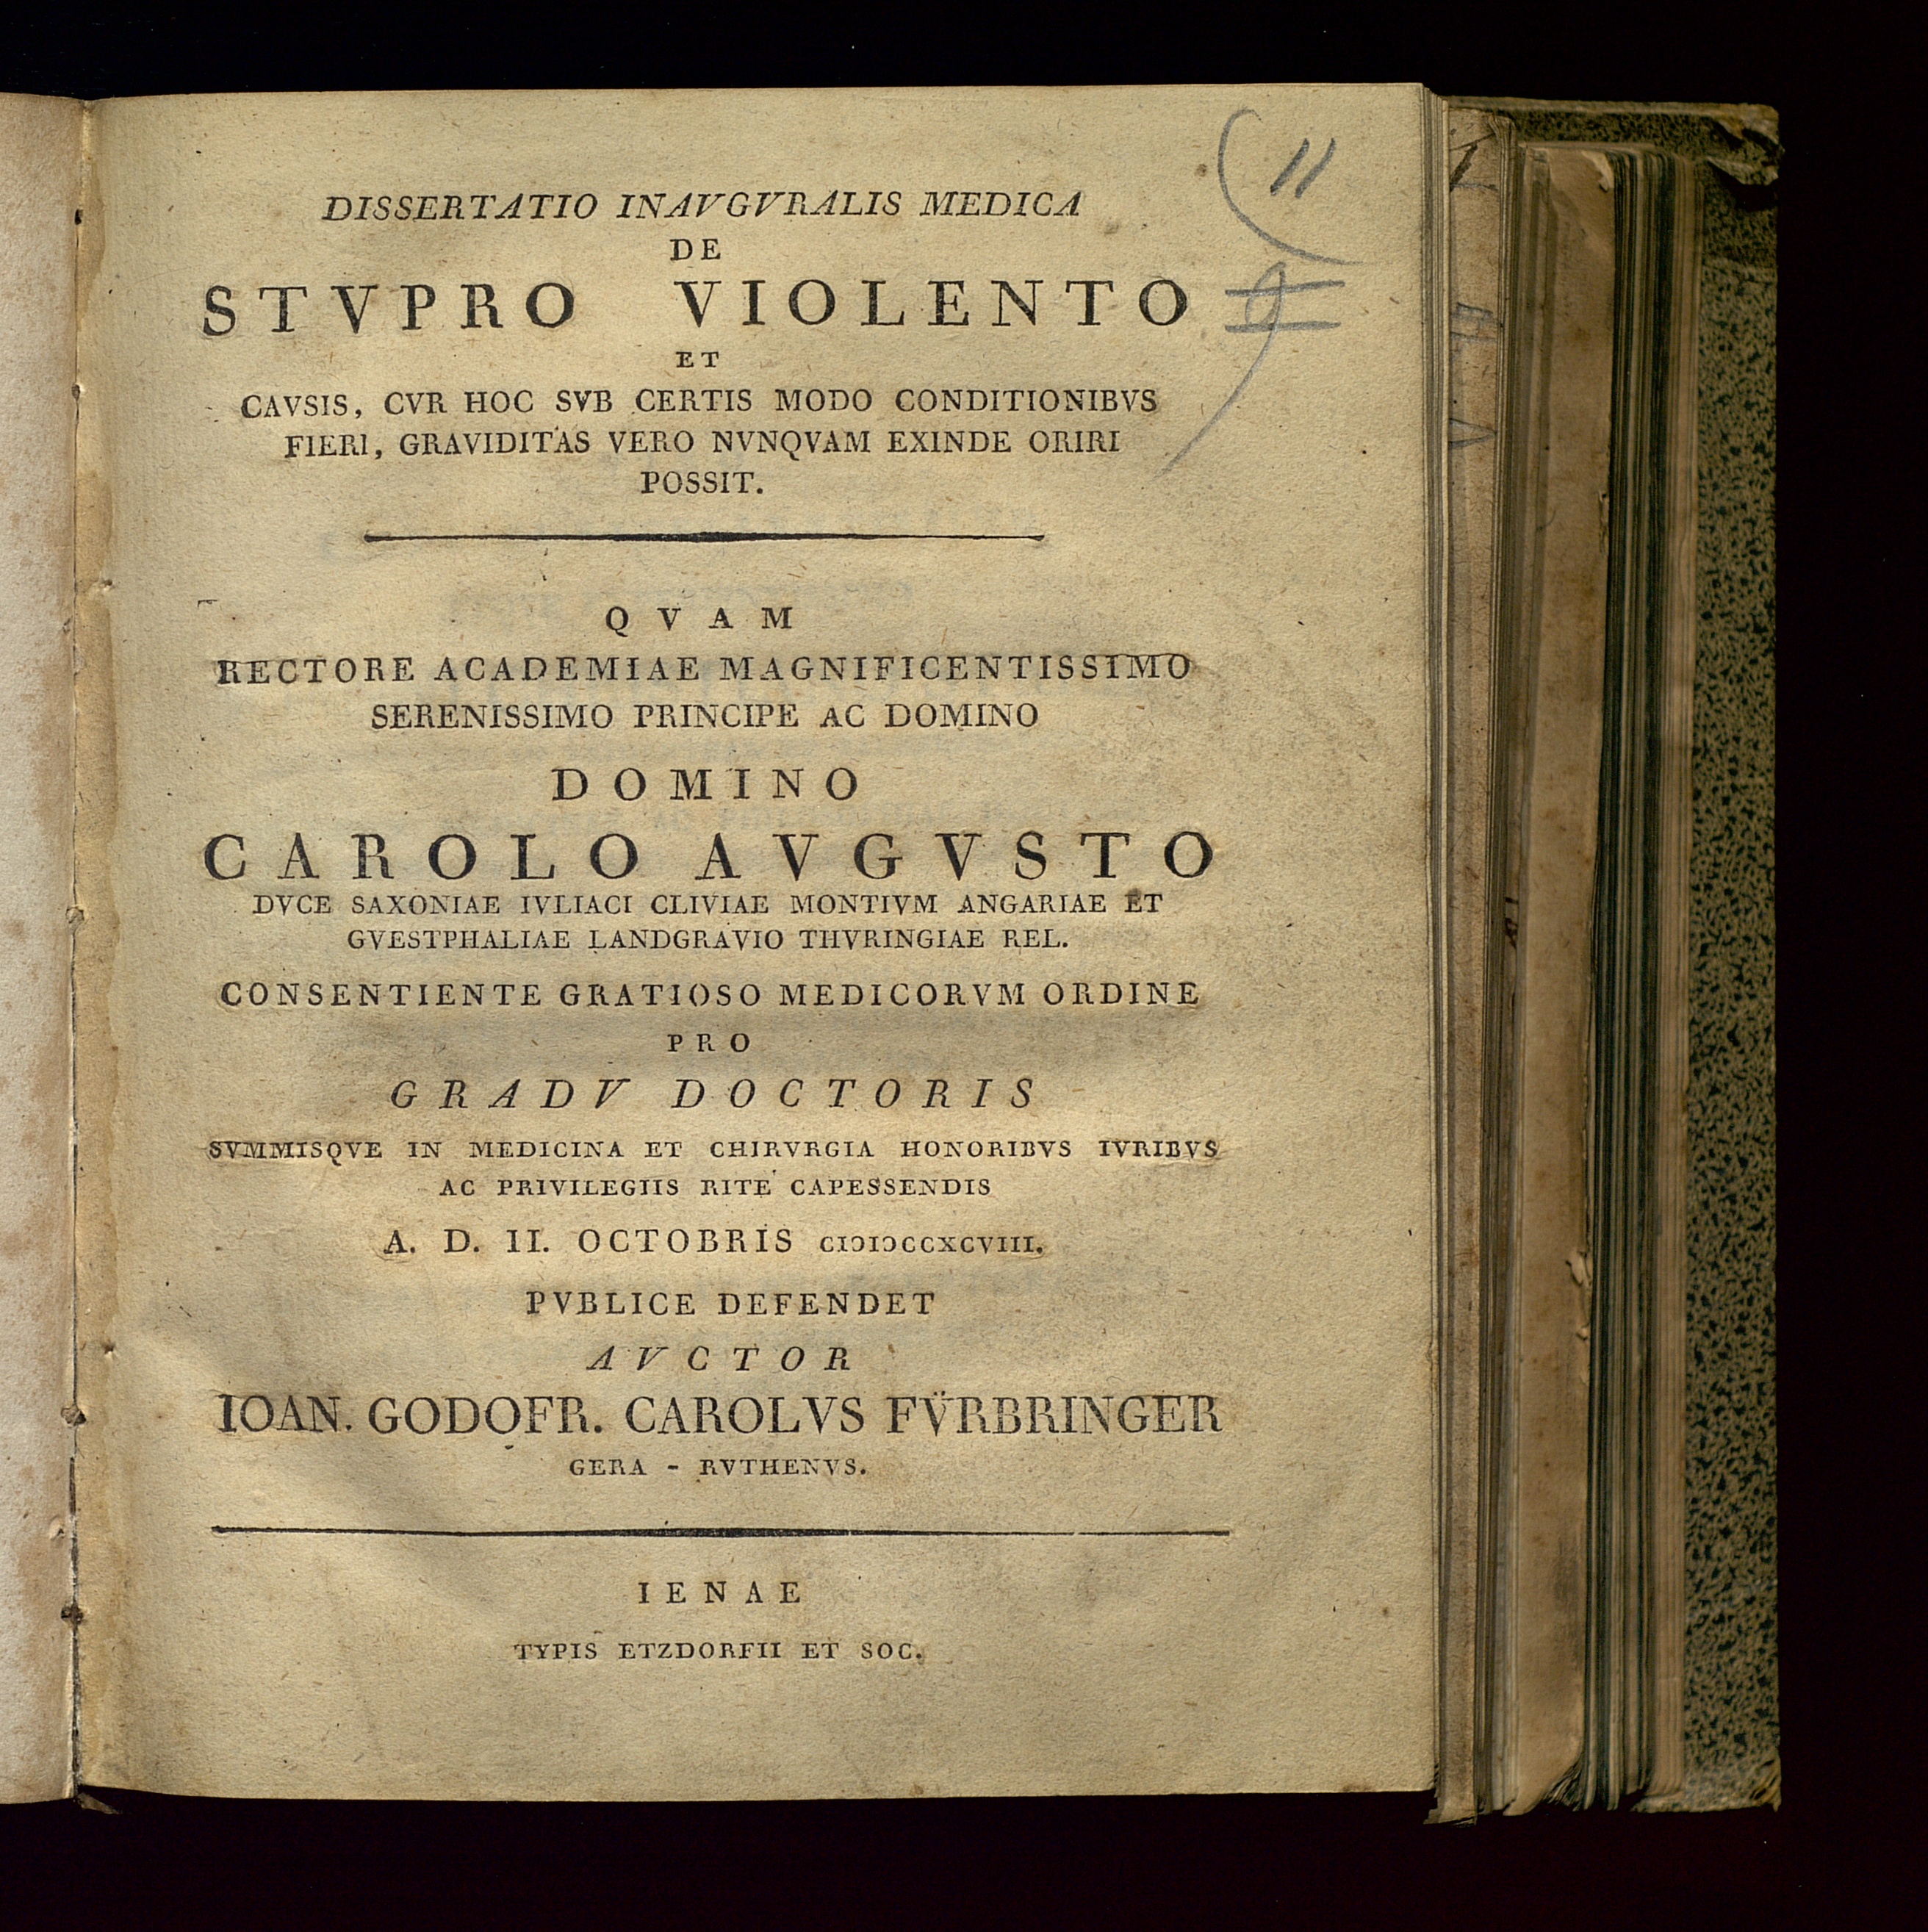 11
9
DISSERTATIO INAVGVRALIS MEDICA
DE
STVPRO VIOLENTO
ET
CAVSIS, CVR HOC SVB CERTIS MODO CONDITIONIBVS
FIERI, GRAVIDITAS VERO NVNQVAM EXINDE ORIRI
POSSIT.
QVAM
RECTORE ACADEMIAE MAGNIFICENTISSIMO
SERENISSIMO PRINCIPE AC DOMINO
DOMINO
CAROLO AVGVSTO
DVCE SAXONIAE IVLIACI CLIVIAE MONTIVM ANGARIAE ET
GVESTPHALIAE LANDGRAVIO THVRINGIAE REL.
CONSENTIENTE GRATIOSO MEDICORVM ORDINE
PRO
GRADV DOCTORIS
SVMMISQVE IN MEDICINA ET CHIRVRGIA HONORIBVS IVRIBVS
AC PRIVILEGIIS RITE CAPESSENDIS
A. D. II. OCTOBRIS CIↃIↃCCXCVIII.
PVBLICE DEFENDET
AVCTOR
IOAN. GODOFR. CAROLVS FV̈RBRINGER
GERA - RVTHENVS.
IENAE
TYPIS ETZDORFII ET SOC.